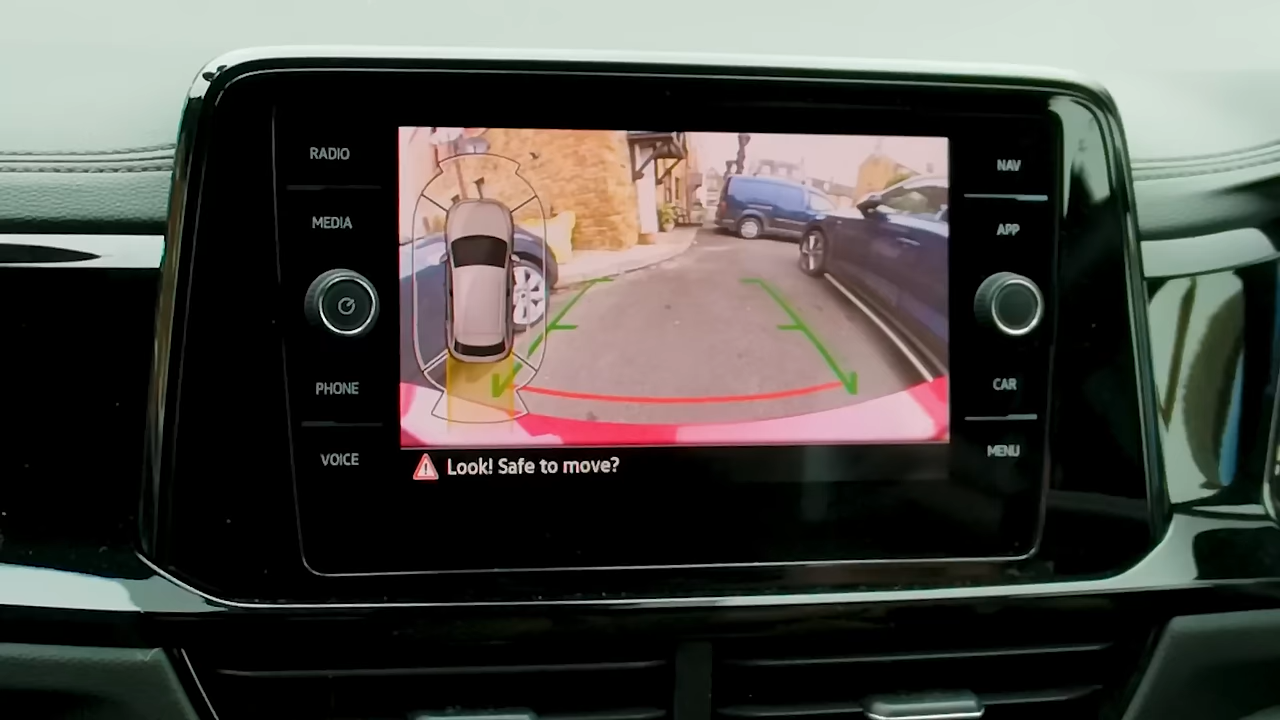 RADIO
MEDIA
PHONE
VOICE
NAV
APP
CAR
MENU
Look! Safe to move?